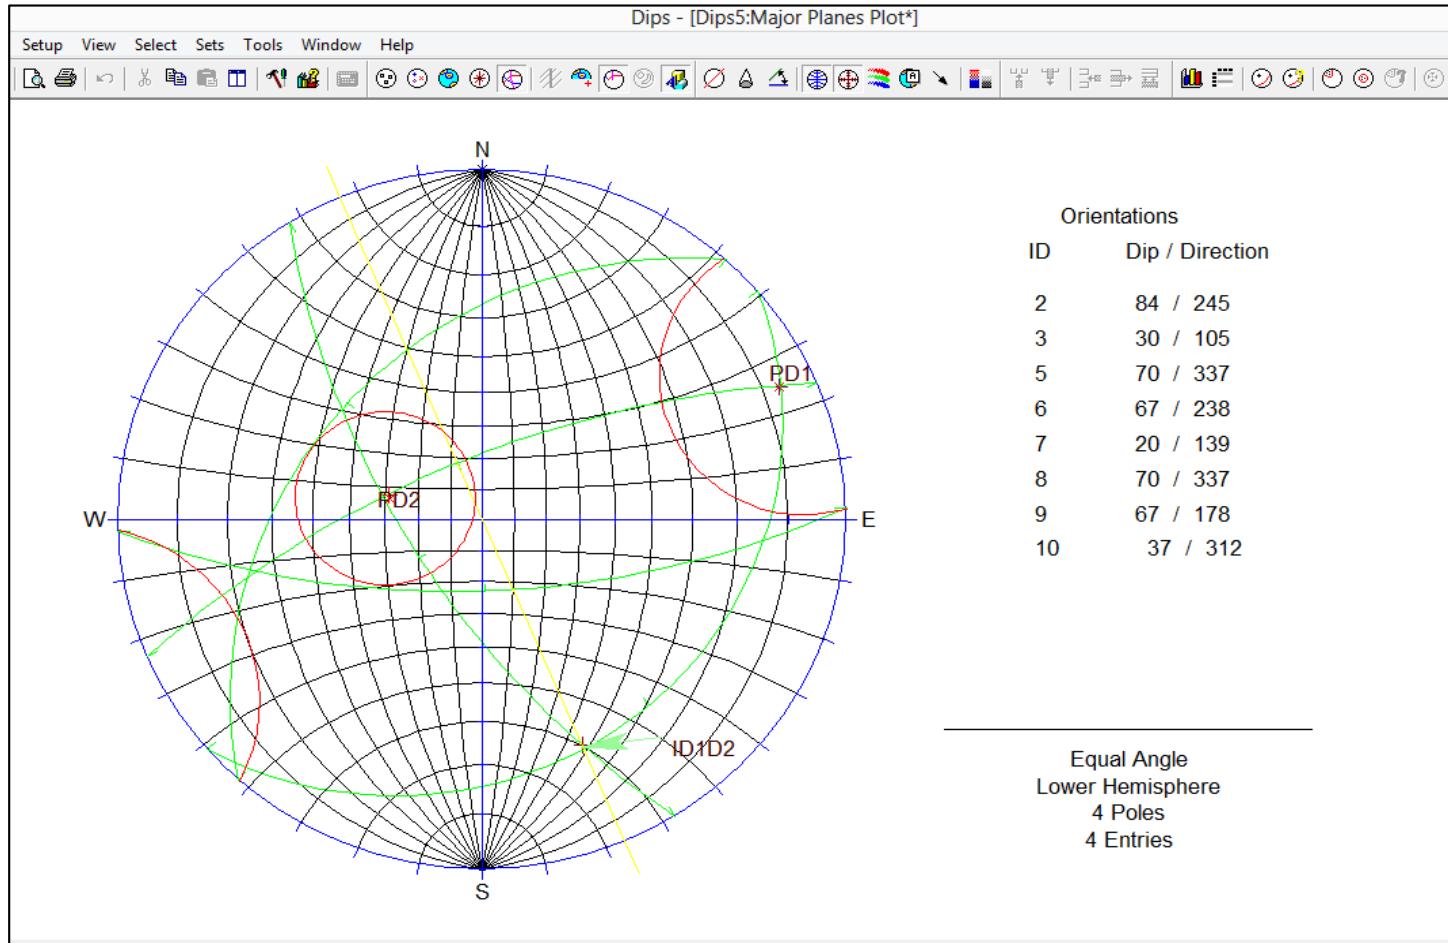 Dips - [Dips5:Major Planes Plot*]
Setup View Select Sets Tools Window Help
N
Orientations
ID Dip / Direction
2 84 / 245
3 30 / 105
5 70 / 337
6 67 / 238
7 20 / 139
8 70 / 337
9 67 / 178
10 37 / 312
PD1
PD2
W
E
ID1D2
S
Equal Angle
Lower Hemisphere
4 Poles
4 Entries